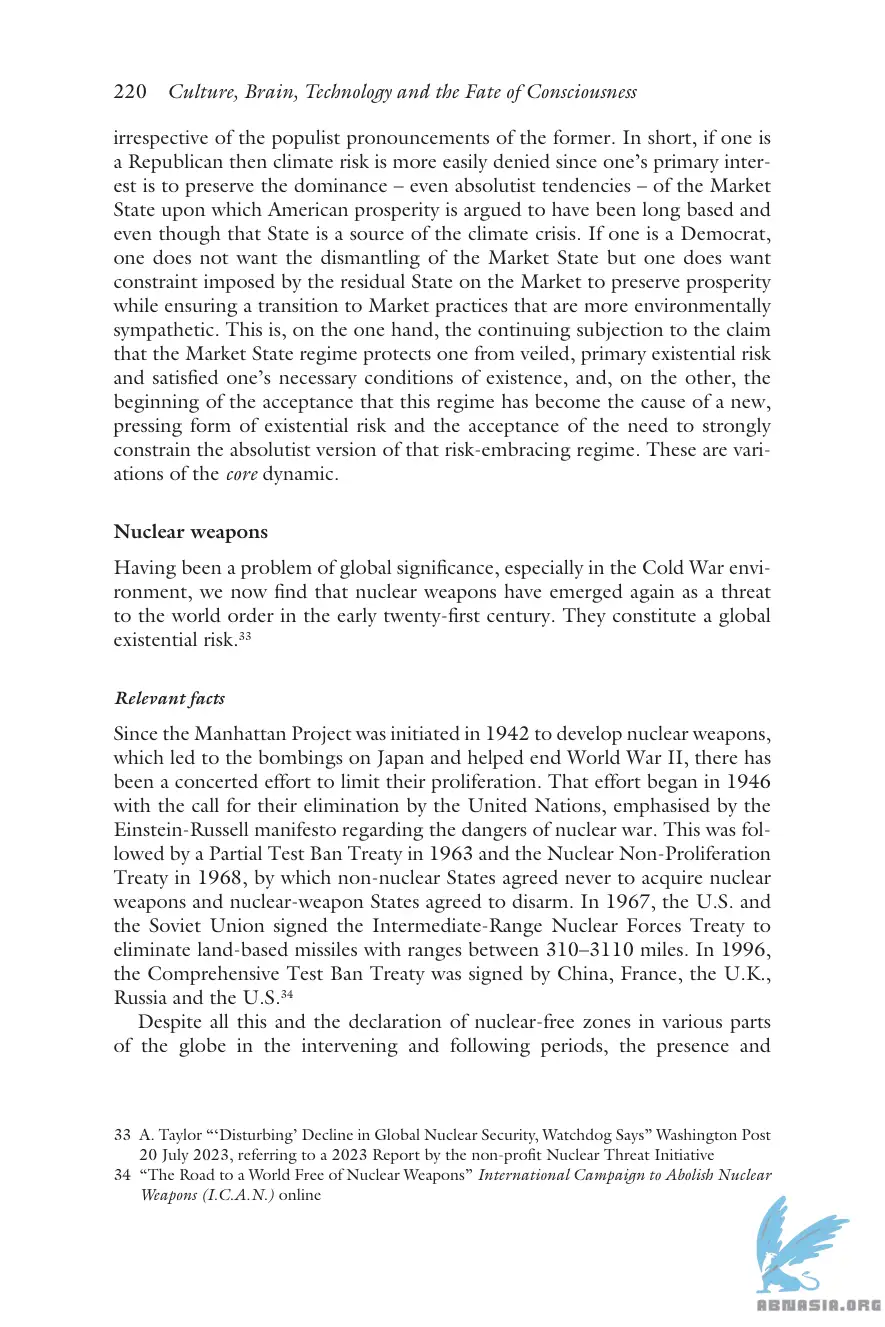 220 Culture, Brain, Technology and the Fate of Consciousness
irrespective of the populist pronouncements of the former. In short, if one is
a Republican then climate risk is more easily denied since one’s primary inter-
est is to preserve the dominance – even absolutist tendencies – of the Market
State upon which American prosperity is argued to have been long based and
even though that State is a source of the climate crisis. If one is a Democrat,
one does not want the dismantling of the Market State but one does want
constraint imposed by the residual State on the Market to preserve prosperity
while ensuring a transition to Market practices that are more environmentally
sympathetic. This is, on the one hand, the continuing subjection to the claim
that the Market State regime protects one from veiled, primary existential risk
and satisfied one’s necessary conditions of existence, and, on the other, the
beginning of the acceptance that this regime has become the cause of a new,
pressing form of existential risk and the acceptance of the need to strongly
constrain the absolutist version of that risk-embracing regime. These are vari-
ations of the core dynamic.
Nuclear weapons
Having been a problem of global significance, especially in the Cold War envi-
ronment, we now find that nuclear weapons have emerged again as a threat
to the world order in the early twenty-first century. They constitute a global
existential risk.³³
Relevant facts
Since the Manhattan Project was initiated in 1942 to develop nuclear weapons,
which led to the bombings on Japan and helped end World War II, there has
been a concerted effort to limit their proliferation. That effort began in 1946
with the call for their elimination by the United Nations, emphasised by the
Einstein-Russell manifesto regarding the dangers of nuclear war. This was fol-
lowed by a Partial Test Ban Treaty in 1963 and the Nuclear Non-Proliferation
Treaty in 1968, by which non-nuclear States agreed never to acquire nuclear
weapons and nuclear-weapon States agreed to disarm. In 1967, the U.S. and
the Soviet Union signed the Intermediate-Range Nuclear Forces Treaty to
eliminate land-based missiles with ranges between 310–3110 miles. In 1996,
the Comprehensive Test Ban Treaty was signed by China, France, the U.K.,
Russia and the U.S.³⁴
Despite all this and the declaration of nuclear-free zones in various parts
of the globe in the intervening and following periods, the presence and
33 A. Taylor “‘Disturbing’ Decline in Global Nuclear Security, Watchdog Says” Washington Post
20 July 2023, referring to a 2023 Report by the non-profit Nuclear Threat Initiative
34 “The Road to a World Free of Nuclear Weapons” International Campaign to Abolish Nuclear
Weapons (I.C.A.N.) online
ABNASIA.ORG